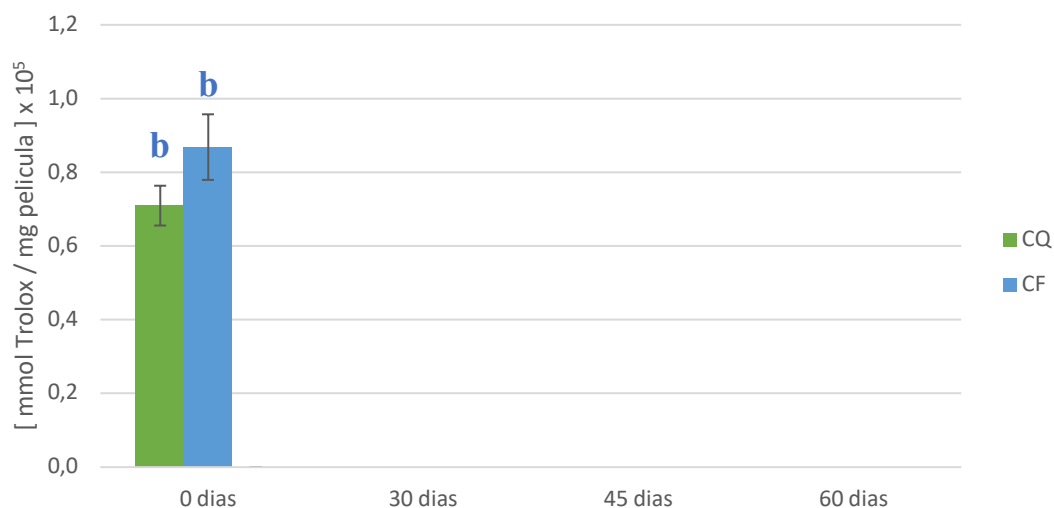 [ mmol Trolox / mg pelicula ] x 10⁵
1,2
1,0
0,8
0,6
0,4
0,2
0,0
b
b
0 dias
30 dias
45 dias
60 dias
CQ
CF